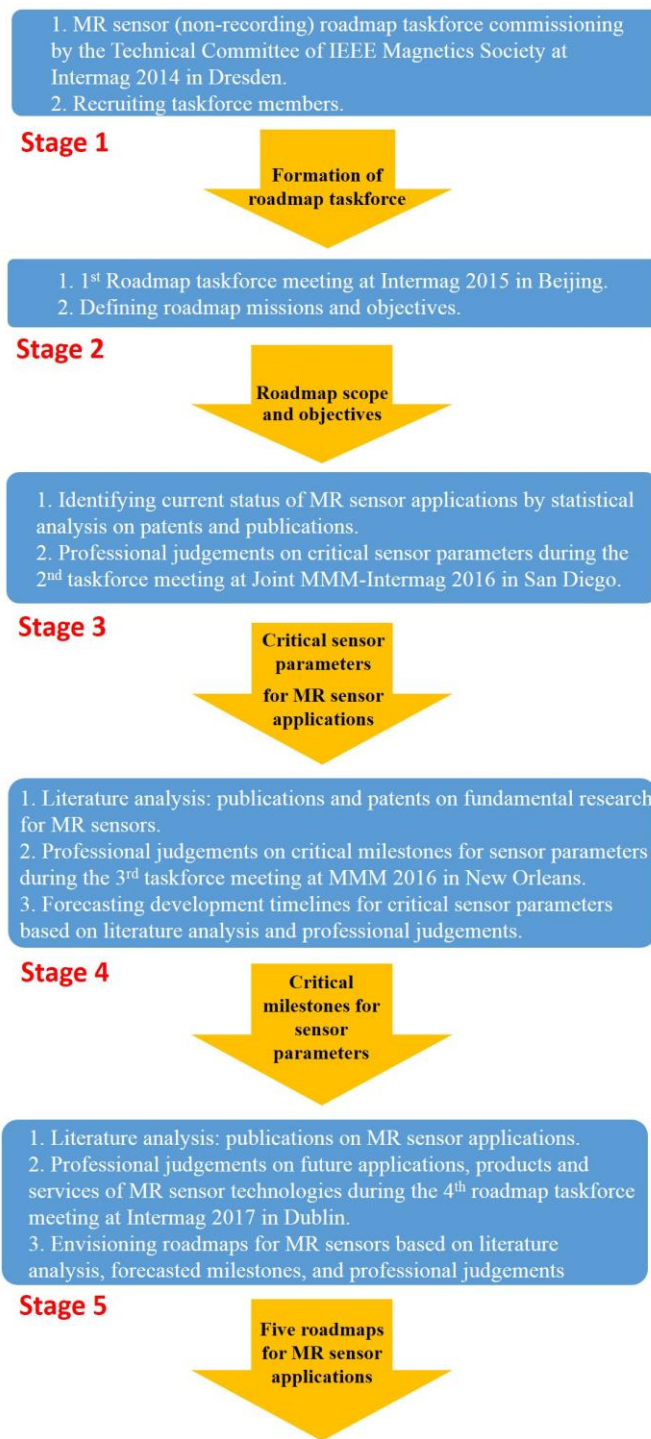 1. MR sensor (non-recording) roadmap taskforce commissioning
by the Technical Committee of IEEE Magnetics Society at
Intermag 2014 in Dresden.
2. Recruiting taskforce members.
Stage 1
Formation of
roadmap taskforce
1. 1st Roadmap taskforce meeting at Intermag 2015 in Beijing.
2. Defining roadmap missions and objectives.
Stage 2
Roadmap scope
and objectives
1. Identifying current status of MR sensor applications by statistical
analysis on patents and publications.
2. Professional judgements on critical sensor parameters during the
2nd taskforce meeting at Joint MMM-Intermag 2016 in San Diego.
Stage 3
Critical sensor
parameters
for MR sensor
applications
1. Literature analysis: publications and patents on fundamental research
for MR sensors.
2. Professional judgements on critical milestones for sensor parameters
during the 3rd taskforce meeting at MMM 2016 in New Orleans.
3. Forecasting development timelines for critical sensor parameters
based on literature analysis and professional judgements.
Stage 4
Critical
milestones for
sensor
parameters
1. Literature analysis: publications on MR sensor applications.
2. Professional judgements on future applications, products and
services of MR sensor technologies during the 4th roadmap taskforce
meeting at Intermag 2017 in Dublin.
3. Envisioning roadmaps for MR sensors based on literature
analysis, forecasted milestones, and professional judgements
Stage 5
Five roadmaps
for MR sensor
applications